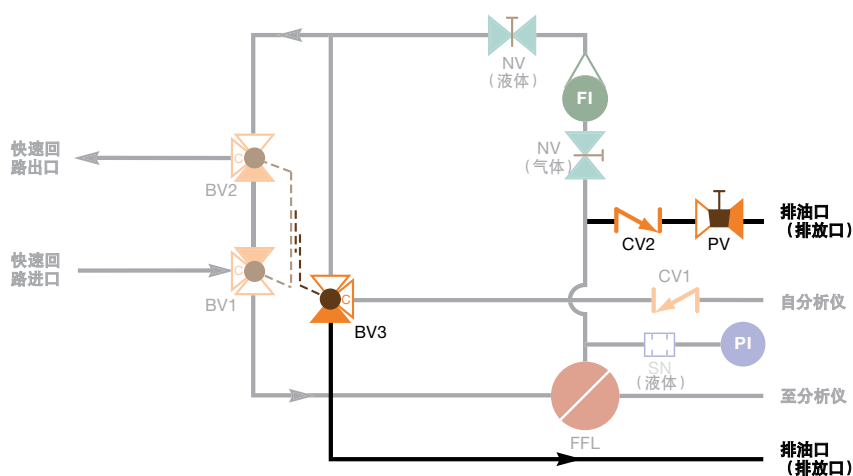 NV
(液体)
FI
快速回
路出口
C
BV2
NV
(气体)
排油口
(排放口)
CV2
PV
快速回
路进口
C
BV1
C
BV3
CV1
自分析仪
SN
(液体)
PI
至分析仪
FFL
排油口
(排放口)